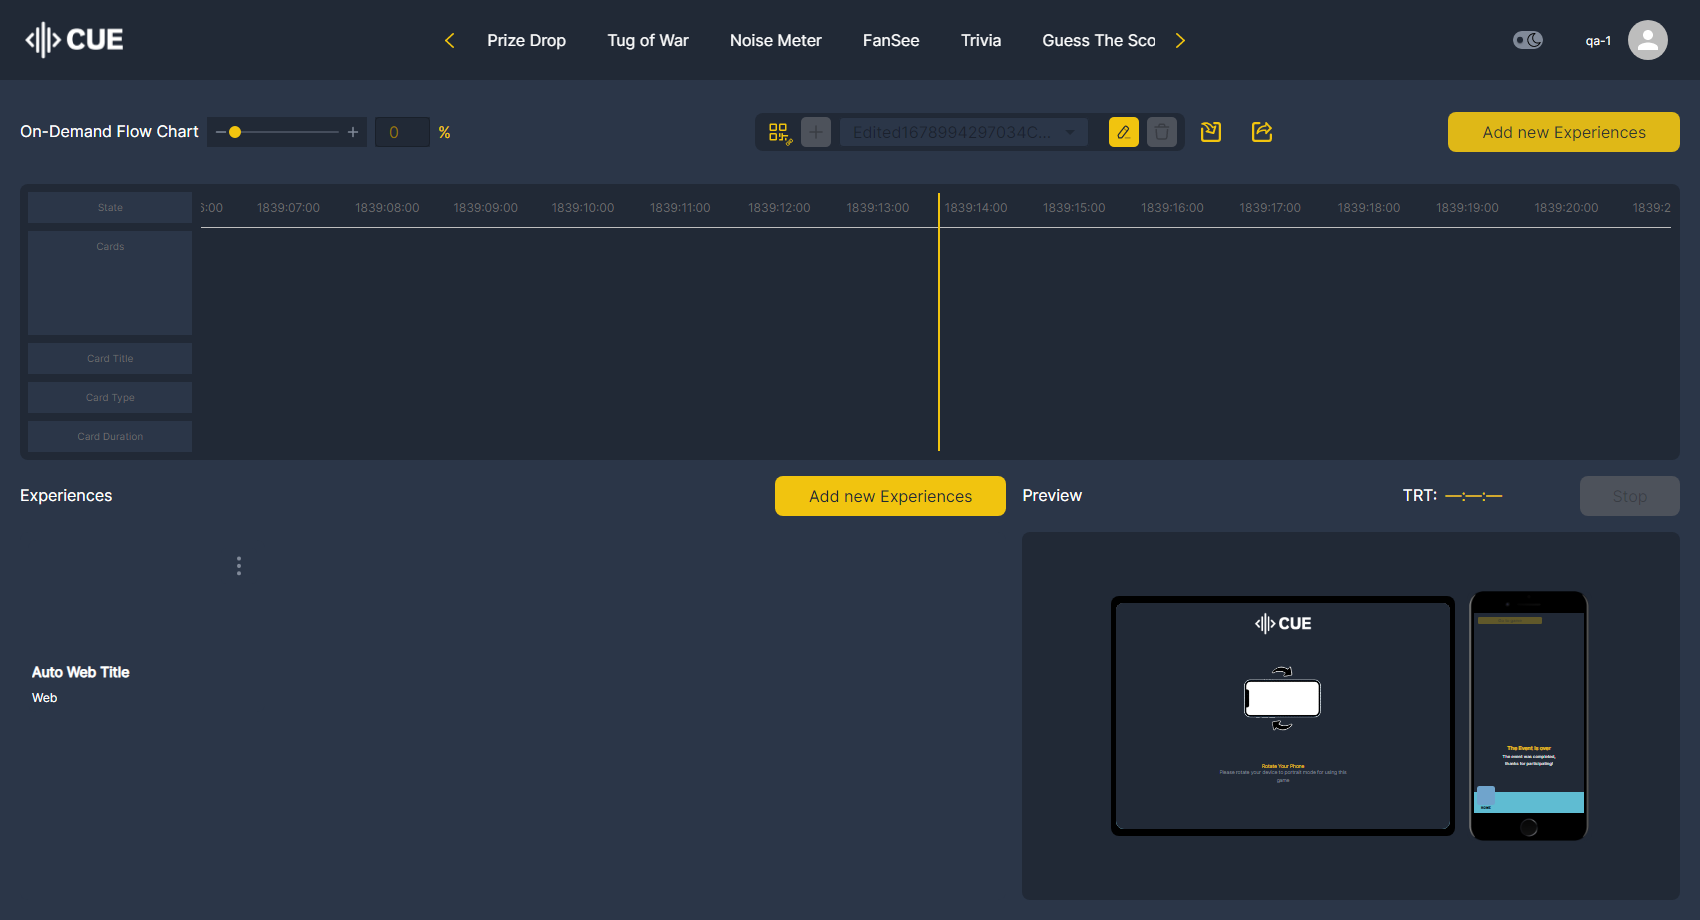 CUE
Prize Drop
Tug of War
Noise Meter
FanSee
Trivia
Guess The Sco
qa-1
On-Demand Flow Chart
0
%
Edited1678994297034C...
Add new Experiences
State
6:00
1839:07:00
1839:08:00
1839:09:00
1839:10:00
1839:11:00
1839:12:00
1839:13:00
1839:14:00
1839:15:00
1839:16:00
1839:17:00
1839:18:00
1839:19:00
1839:20:00
1839:2
Cards
Card Title
Card Type
Card Duration
Experiences
Add new Experiences
Preview
TRT: —:—:—
Stop
Auto Web Title
Web
CUE
Rotate Your Phone
Please rotate your device to portrait mode for using this
game
The Event is over
The event was completed,
thanks for participating!
HOME